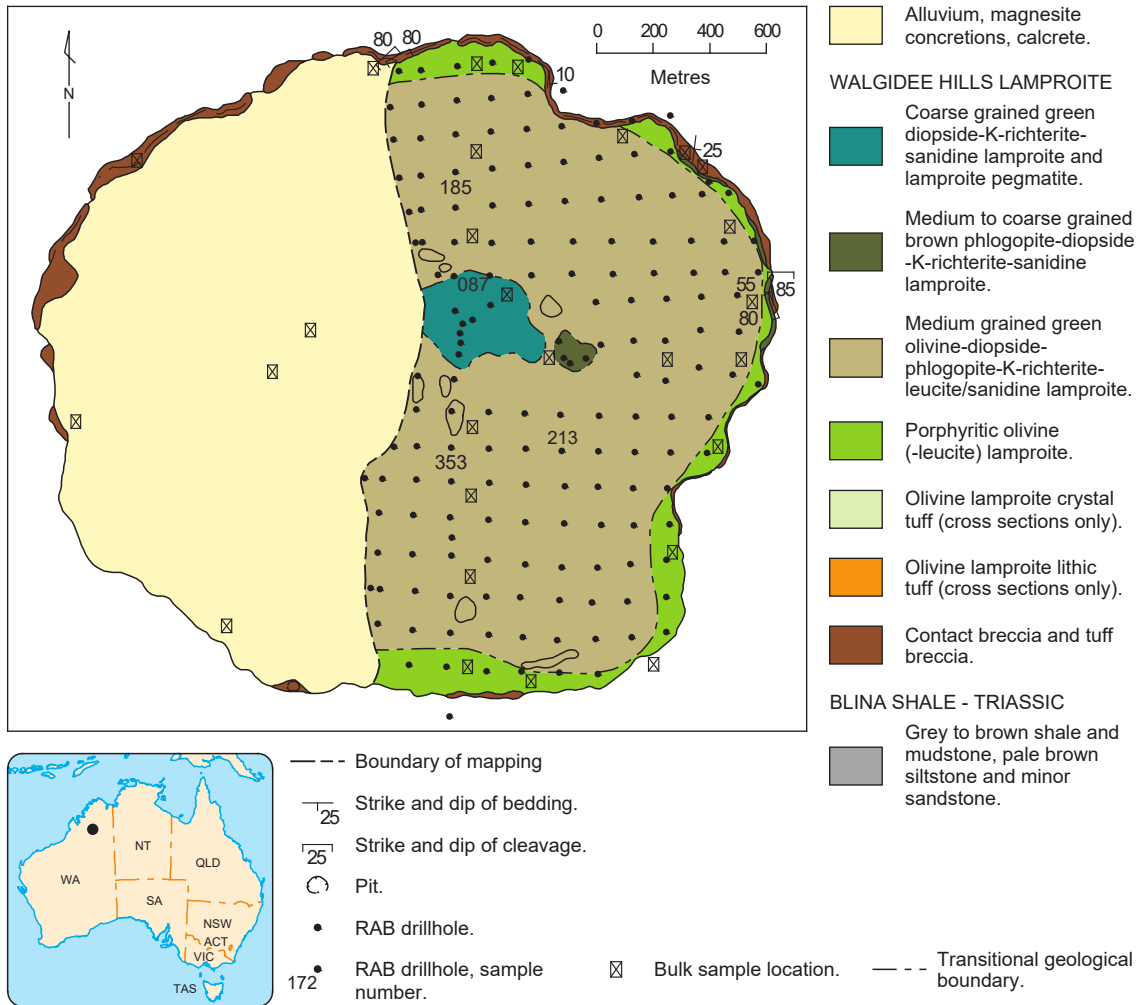 80
80
0 200 400 600
Metres
N
10
25
185
087
55
85
80
213
353
Alluvium, magnesite
concretions, calcrete.
WALGIDEE HILLS LAMPROITE
Coarse grained green
diopside-K-richterite-
sanidine lamproite and
lamproite pegmatite.
Medium to coarse grained
brown phlogopite-diopside
-K-richterite-sanidine
lamproite.
Medium grained green
olivine-diopside-
phlogopite-K-richterite-
leucite/sanidine lamproite.
Porphyritic olivine
(-leucite) lamproite.
Olivine lamproite crystal
tuff (cross sections only).
Olivine lamproite lithic
tuff (cross sections only).
Contact breccia and tuff
breccia.
BLINA SHALE - TRIASSIC
Grey to brown shale and
mudstone, pale brown
siltstone and minor
sandstone.
WA
NT
QLD
SA
NSW
ACT
VIC
TAS
Boundary of mapping
25
Strike and dip of bedding.
25
Strike and dip of cleavage.
Pit.
RAB drillhole.
172
RAB drillhole, sample
number.
Bulk sample location.
Transitional geological
boundary.